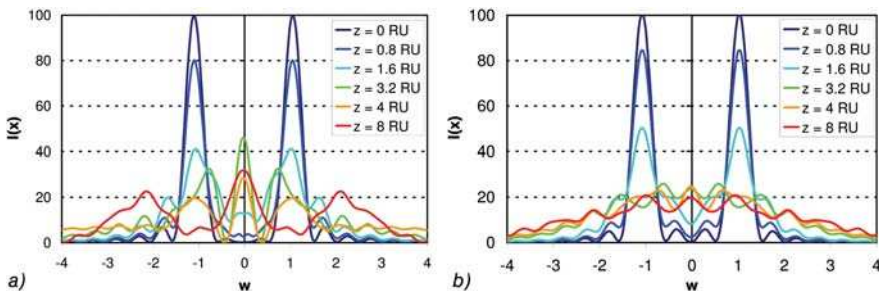 100
80
60
40
20
0
I(x)
-4 -3 -2 -1 0 1 2 3 4
w
z = 0 RU
z = 0.8 RU
z = 1.6 RU
z = 3.2 RU
z = 4 RU
z = 8 RU
a)
100
80
60
40
20
0
I(x)
-4 -3 -2 -1 0 1 2 3 4
w
z = 0 RU
z = 0.8 RU
z = 1.6 RU
z = 3.2 RU
z = 4 RU
z = 8 RU
b)